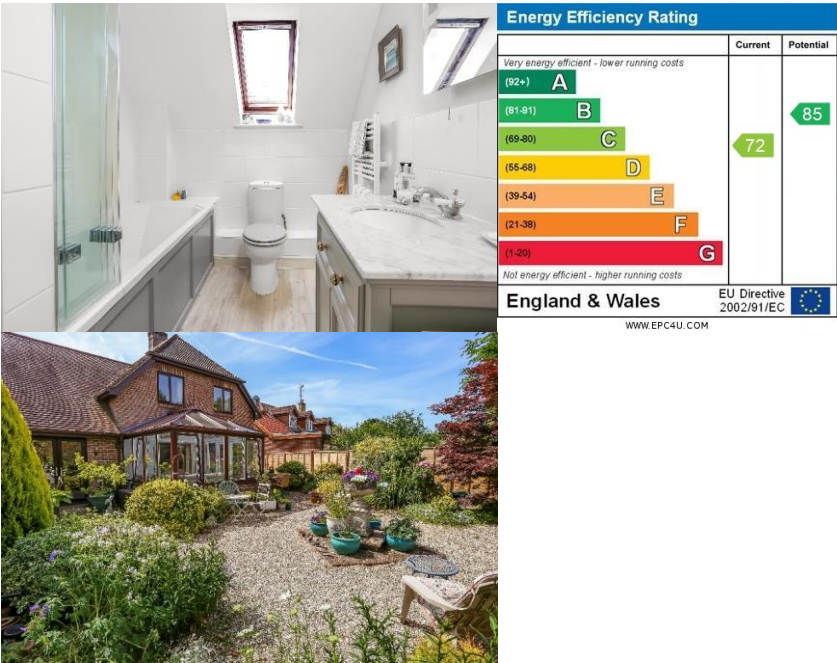 Energy Efficiency Rating
Current Potential
Very energy efficient - lower running costs
(92+) A
(81-91) B
85
(69-80) C
72
(55-68) D
(39-54) E
(21-38) F
(1-20) G
Not energy efficient - higher running costs
England & Wales
EU Directive
2002/91/EC
WWW.EPC4U.COM